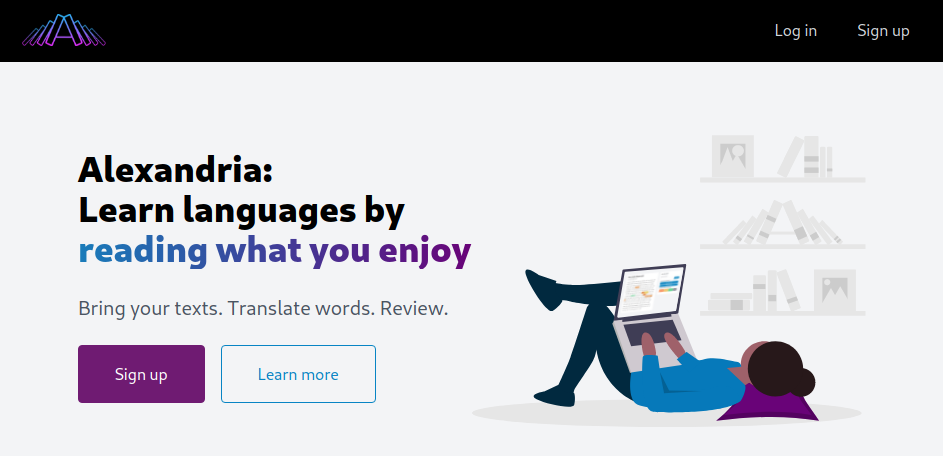 Log in
Sign up
Alexandria:
Learn languages by
reading what you enjoy
Bring your texts. Translate words. Review.
Sign up
Learn more